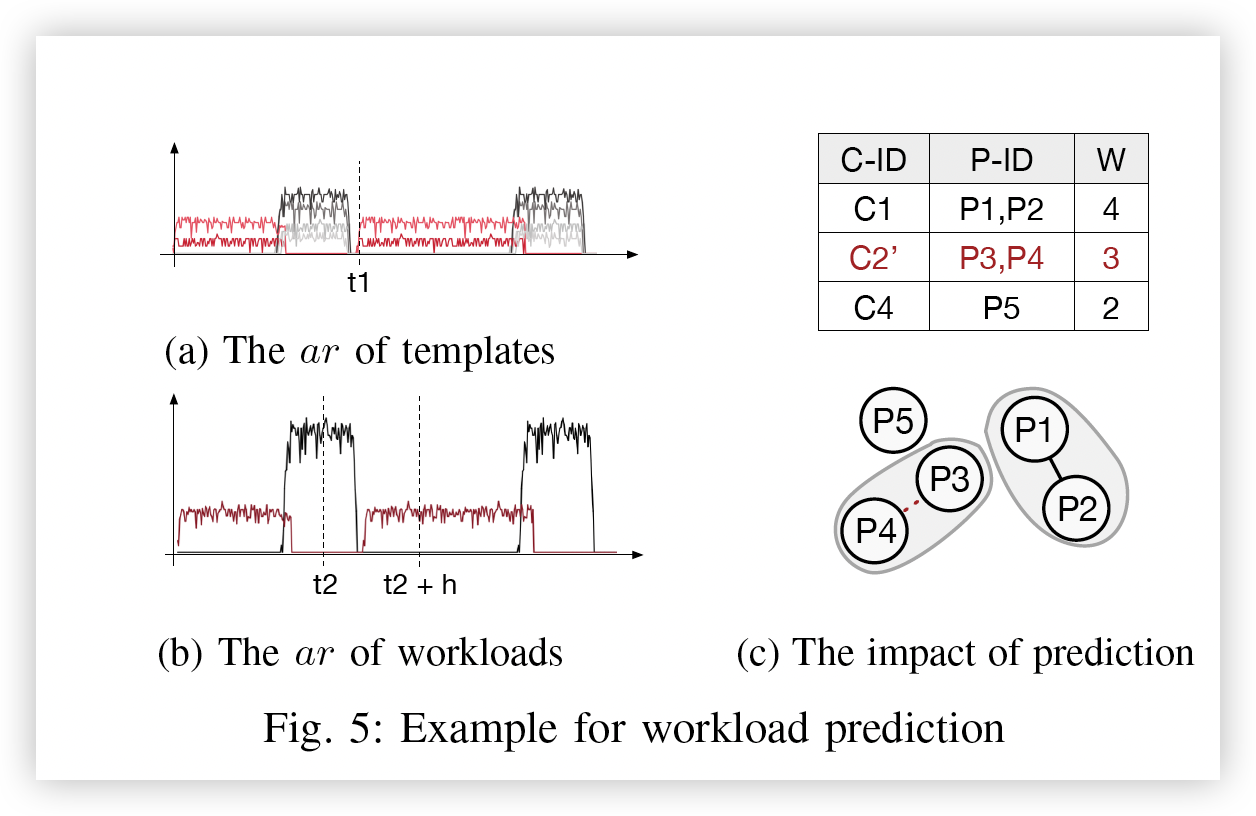 t1
(a) The ar of templates
t2
t2 + h
(b) The ar of workloads
C-ID P-ID W
C1 P1,P2 4
C2’ P3,P4 3
C4 P5 2
P5
P1
P3
P2
P4
(c) The impact of prediction
Fig. 5: Example for workload prediction